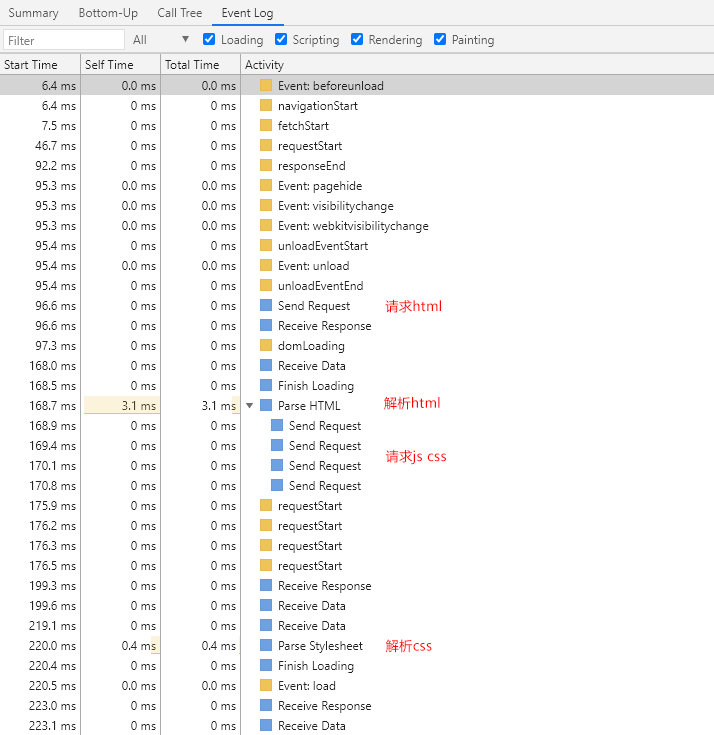 Summary Bottom-Up Call Tree Event Log
Filter All Loading Scripting Rendering Painting
Start Time Self Time Total Time Activity
6.4 ms 0.0 ms 0.0 ms Event: beforeunload
6.4 ms 0 ms 0 ms navigationStart
7.5 ms 0 ms 0 ms fetchStart
46.7 ms 0 ms 0 ms requestStart
92.2 ms 0 ms 0 ms responseEnd
95.3 ms 0.0 ms 0.0 ms Event: pagehide
95.3 ms 0.0 ms 0.0 ms Event: visibilitychange
95.3 ms 0.0 ms 0.0 ms Event: webkitvisibilitychange
95.4 ms 0 ms 0 ms unloadEventStart
95.4 ms 0.0 ms 0.0 ms Event: unload
95.4 ms 0 ms 0 ms unloadEventEnd
96.6 ms 0 ms 0 ms Send Request 请求html
96.6 ms 0 ms 0 ms Receive Response
97.3 ms 0 ms 0 ms domLoading
168.0 ms 0 ms 0 ms Receive Data
168.5 ms 0 ms 0 ms Finish Loading
168.7 ms 3.1 ms 3.1 ms Parse HTML 解析html
168.9 ms 0 ms 0 ms Send Request
169.4 ms 0 ms 0 ms Send Request
170.1 ms 0 ms 0 ms Send Request 请求js css
170.8 ms 0 ms 0 ms Send Request
175.9 ms 0 ms 0 ms requestStart
176.2 ms 0 ms 0 ms requestStart
176.3 ms 0 ms 0 ms requestStart
176.5 ms 0 ms 0 ms requestStart
199.3 ms 0 ms 0 ms Receive Response
199.6 ms 0 ms 0 ms Receive Data
219.1 ms 0 ms 0 ms Receive Data
220.0 ms 0.4 ms 0.4 ms Parse Stylesheet 解析css
220.4 ms 0 ms 0 ms Finish Loading
220.5 ms 0.0 ms 0.0 ms Event: load
223.0 ms 0 ms 0 ms Receive Response
223.1 ms 0 ms 0 ms Receive Data